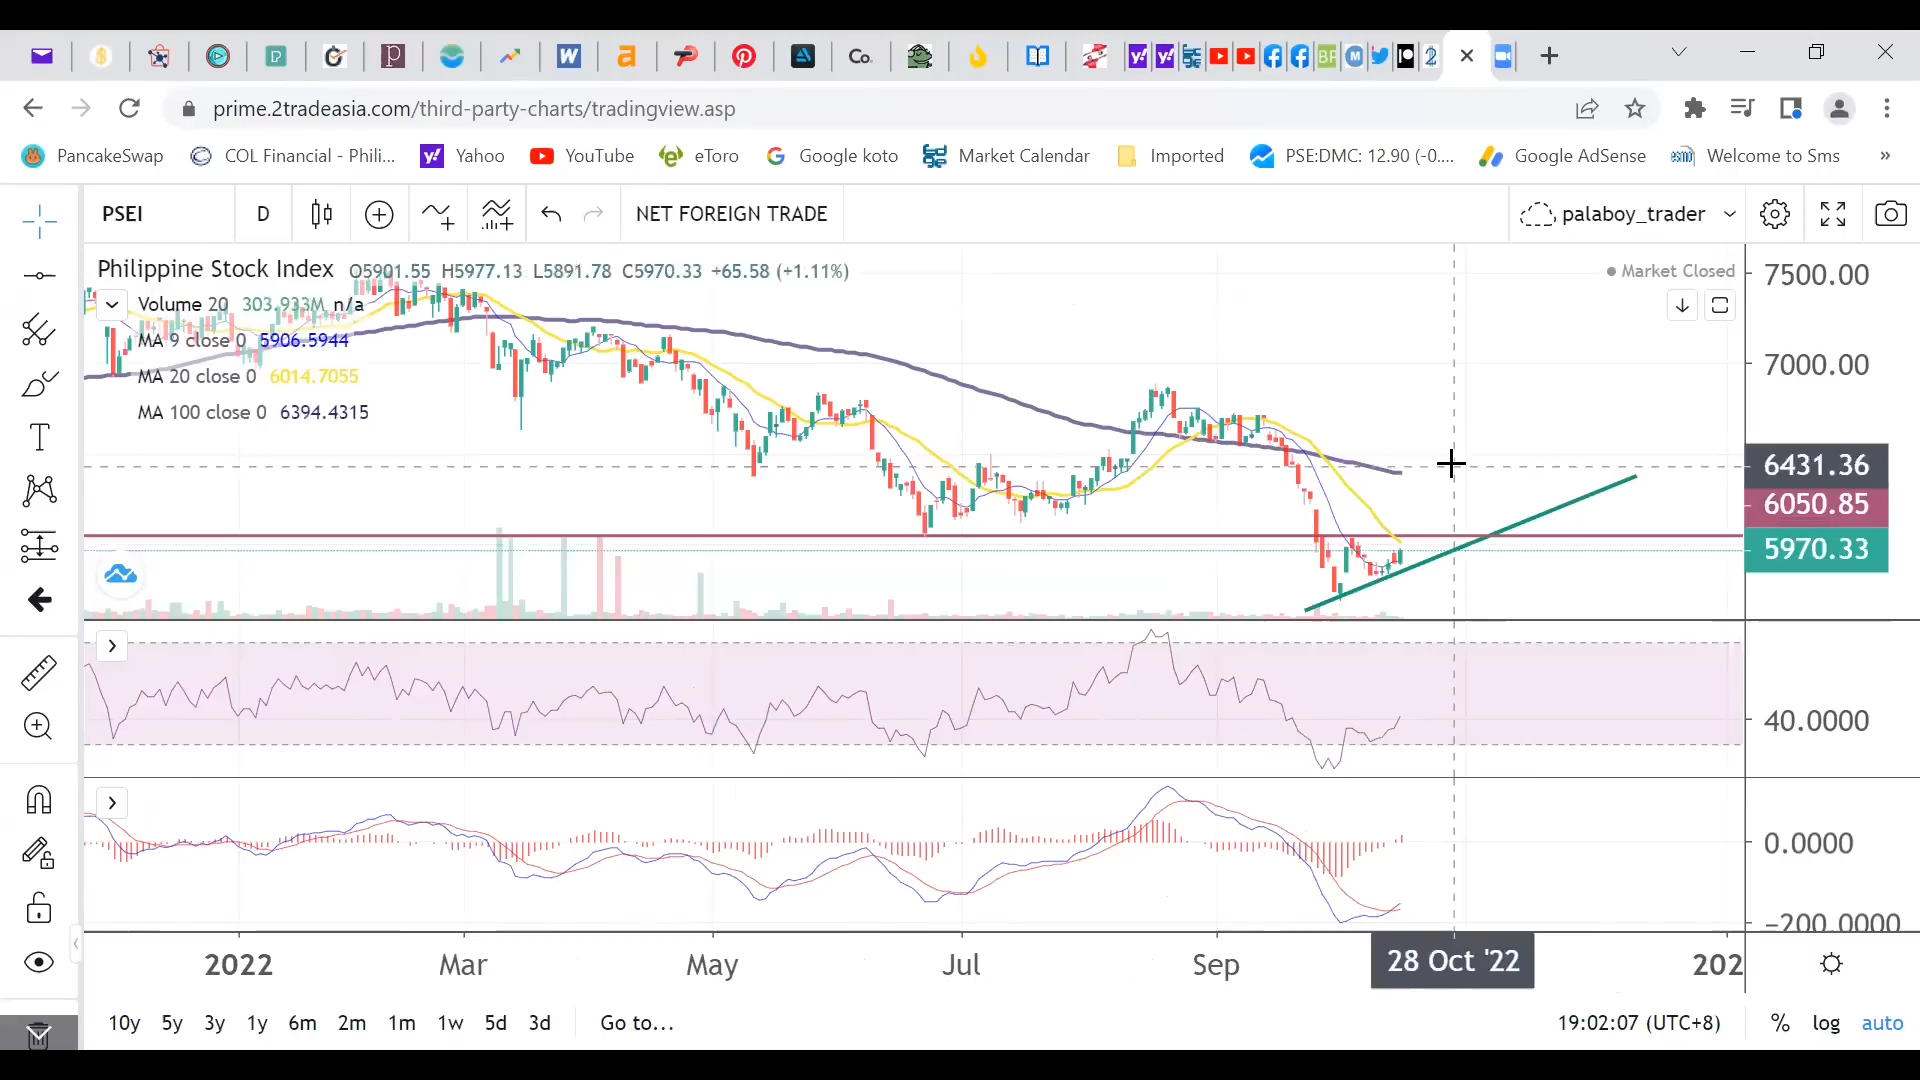 Co.
BF
M
2
prime.2tradeasia.com/third-party-charts/tradingview.asp
PancakeSwap COL Financial - Phili... Yahoo YouTube eToro Google koto Market Calendar Imported PSE:DMC: 12.90 (-0.... Google AdSense Welcome to Sms »
PSEI D NET FOREIGN TRADE palaboy_trader
Philippine Stock Index O5901.55 H5977.13 L5891.78 C5970.33 +65.58 (+1.11%) Market Closed
Volume 20 303.933M n/a
MA 9 close 0 5906.5944
MA 20 close 0 6014.7055
MA 100 close 0 6394.4315
7500.00
7000.00
6431.36
6050.85
5970.33
40.0000
0.0000
-200.0000
2022 Mar May Jul Sep 28 Oct '22 202
10y 5y 3y 1y 6m 2m 1m 1w 5d 3d Go to... 19:02:07 (UTC+8) % log auto